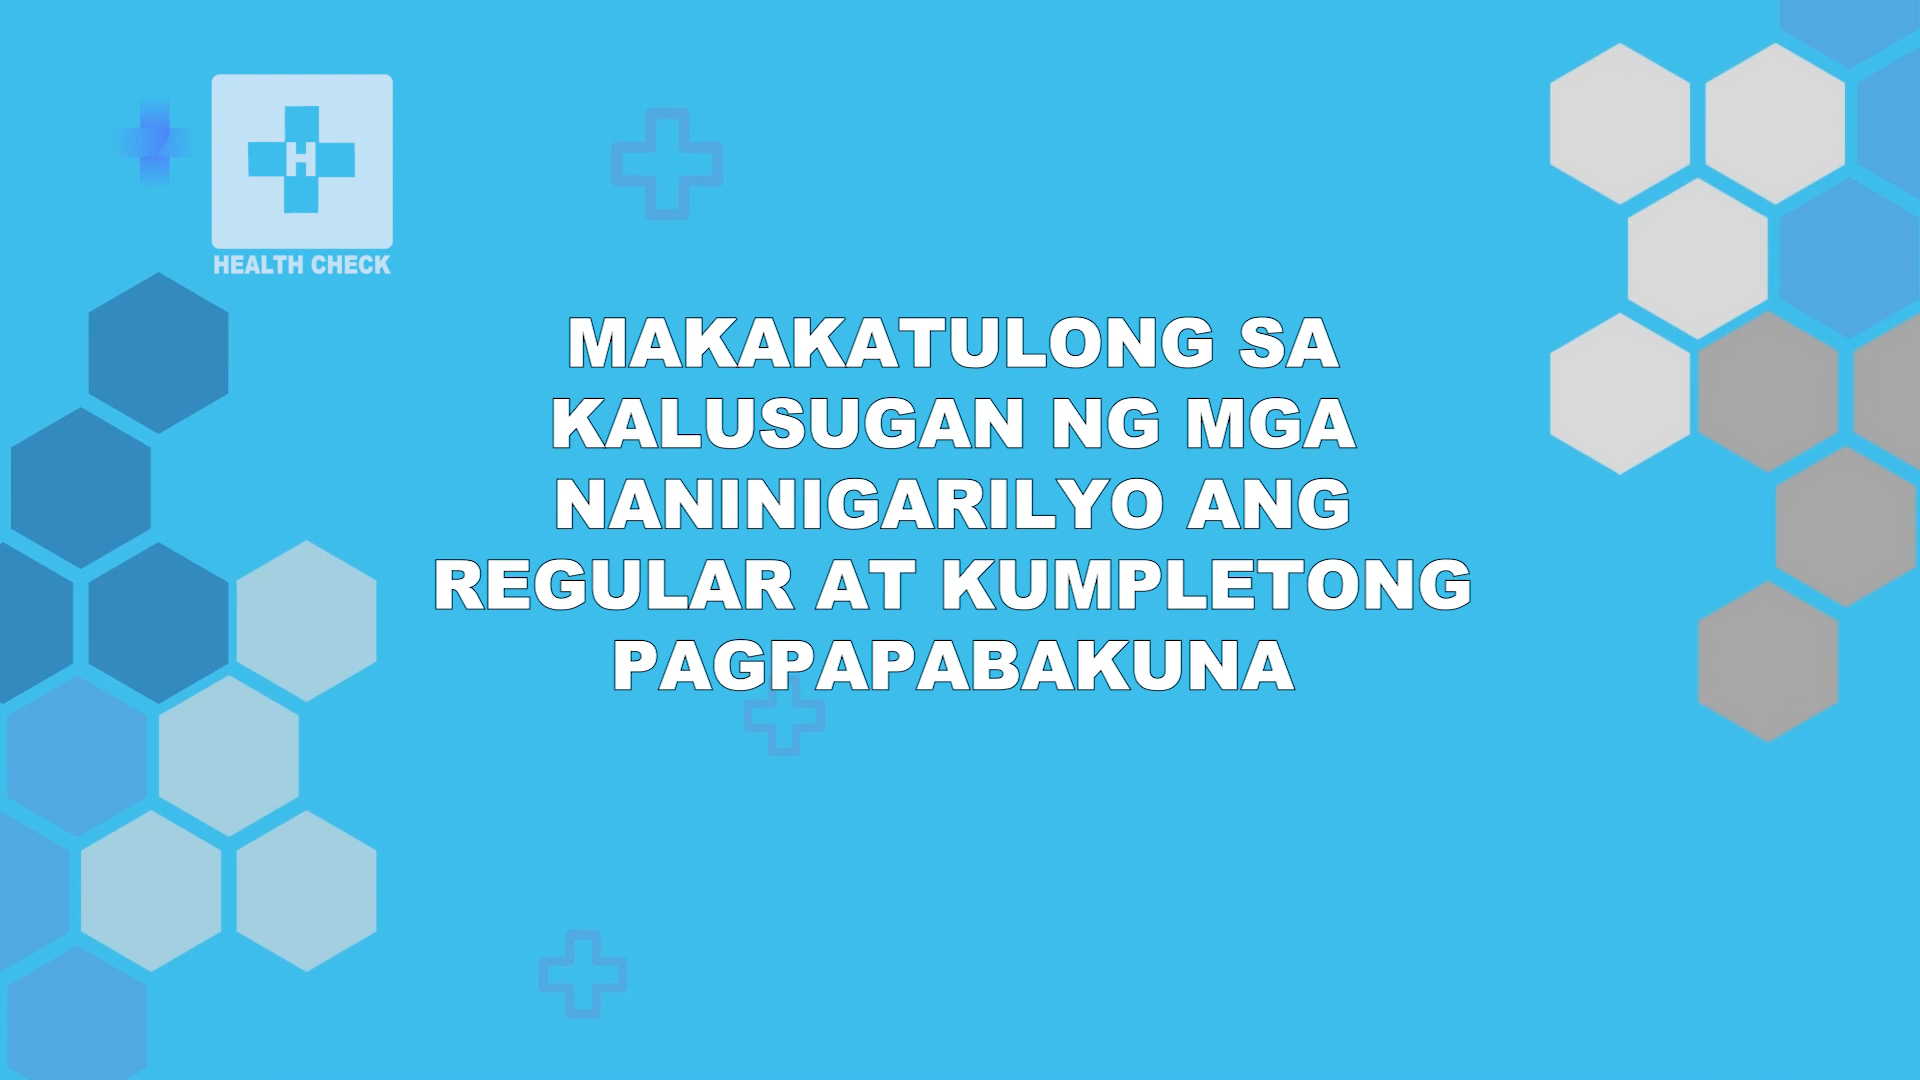 H
HEALTH CHECK
MAKAKATULONG SA
KALUSUGAN NG MGA
NANINIGARILYO ANG
REGULAR AT KUMPLETONG
PAGPAPABAKUNA